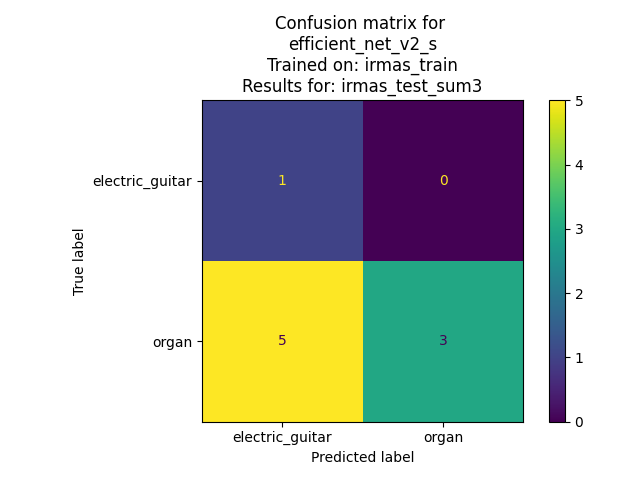 Confusion matrix for
efficient_net_v2_s
Trained on: irmas_train
Results for: irmas_test_sum3
electric_guitar
1
0
organ
5
3
electric_guitar
organ
Predicted label
True label
5
4
3
2
1
0